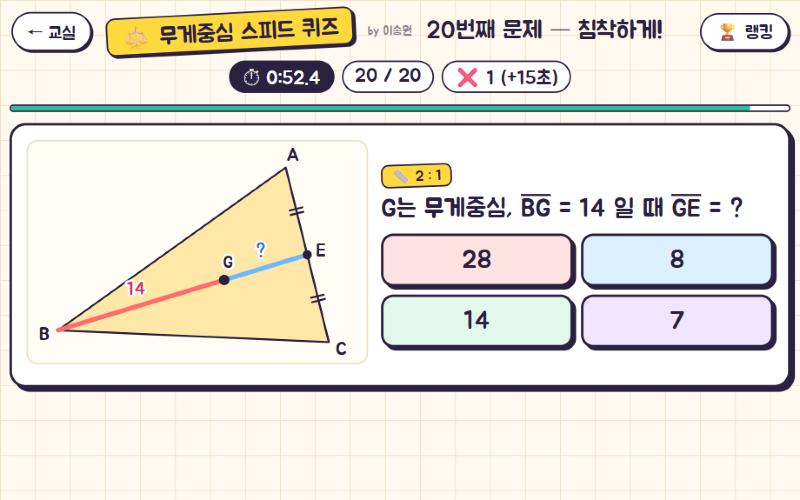 ← 교실
⚖️ 무게중심 스피드 퀴즈
by 이승원
20번째 문제 — 침착하게!
🏆 랭킹
⏱ 0:52.4
20 / 20
❌ 1 (+15초)
A
E
?
G
14
B
C
📏 2 : 1
G는 무게중심, B̅G̅ = 14 일 때 G̅E̅ = ?
28
8
14
7